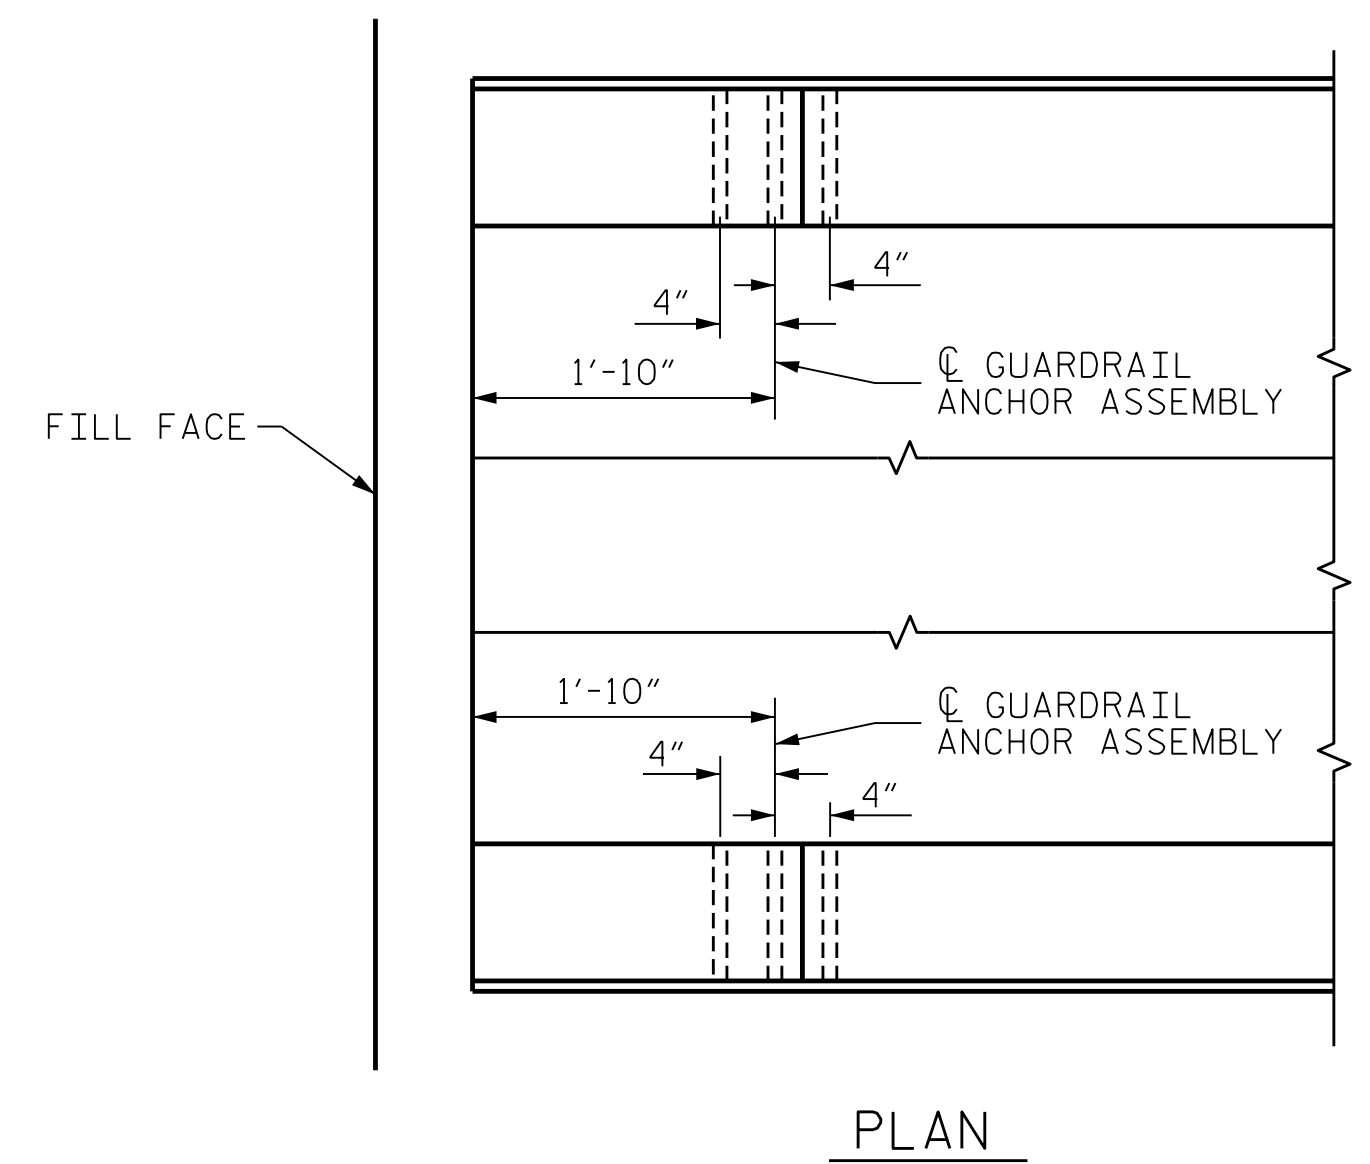 4"
4"
1'-10"
℄ GUARDRAIL
ANCHOR ASSEMBLY
FILL FACE
1'-10"
℄ GUARDRAIL
ANCHOR ASSEMBLY
4"
4"
PLAN